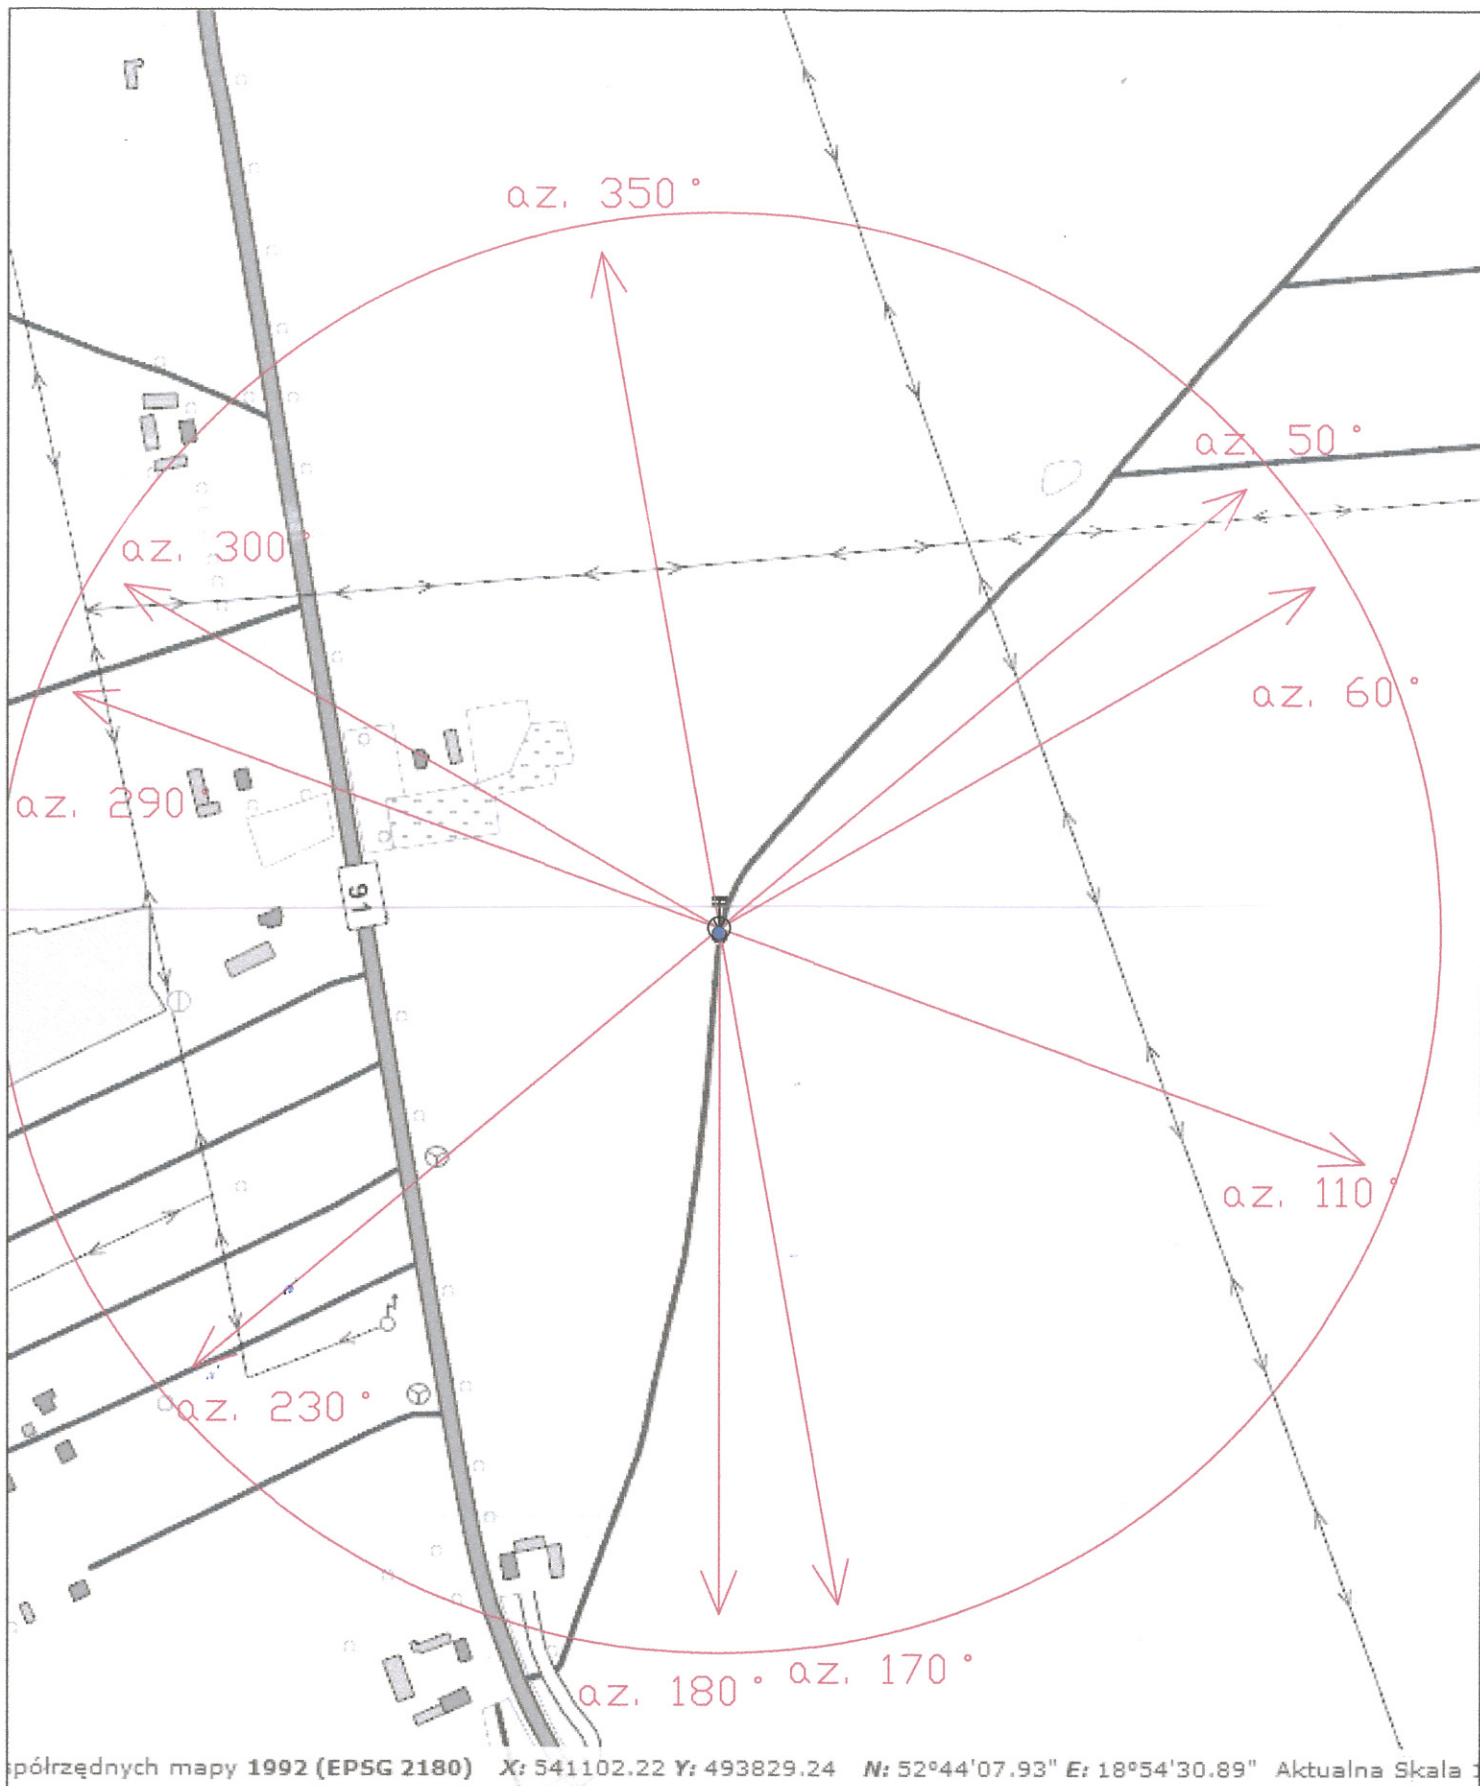 az. 350°
az. 50°
az. 300°
az. 60°
az. 290°
91
az. 110°
az. 230°
az. 170°
az. 180°
spółrzędnych mapy 1992 (EPSG 2180) X: 541102.22 Y: 493829.24 N: 52°44'07.93" E: 18°54'30.89" Aktualna Skala